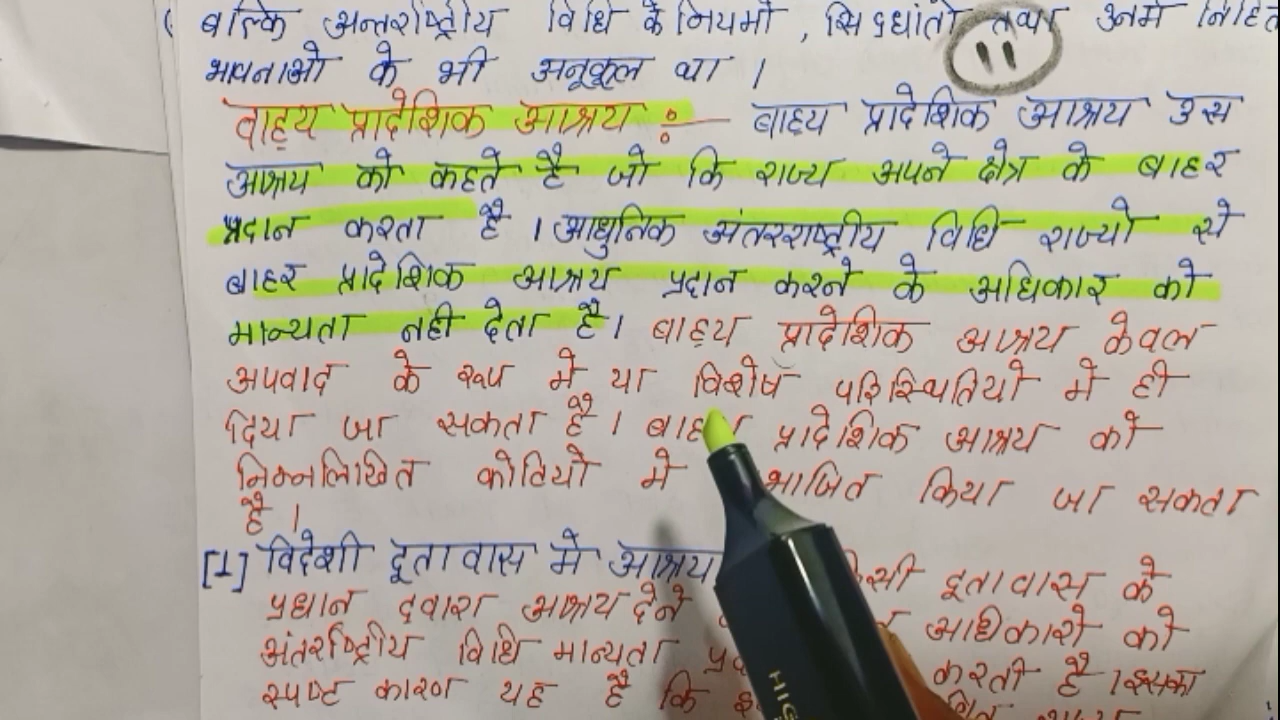 बल्कि अन्तर्राष्ट्रीय विधि के नियमों, सिद्धांतो तथा उनमें निहित
11
भावनाओ के भी अनूकूल था ।
वाह्य प्रादेशिक आश्रय :— बाह्य प्रादेशिक आश्रय उस
आश्रय को कहते है जो कि राज्य अपने क्षेत्र के बाहर
प्रदान करता है । आधुनिक अंतरराष्ट्रीय विधि राज्यो से
बाहर प्रादेशिक आश्रय प्रदान करने के अधिकार को
मान्यता नही देता है। बाह्य प्रादेशिक आश्रय केवल
अपवाद के रूप मे या विशेष परिस्थितियो मे ही
दिया जा सकता है । प्रादेशिक आश्रय को
निम्नलिखित कोटियो मे भाजित किया जा सकता
है ।
[1] विदेशी दूतावास मे आश्रय दूतावास के
प्रधान द्वारा आश्रय देने अधिकारो को
अंतर्राष्ट्रीय विधि मान्यता करती है । इसका
स्पष्ट कारण यह है कि